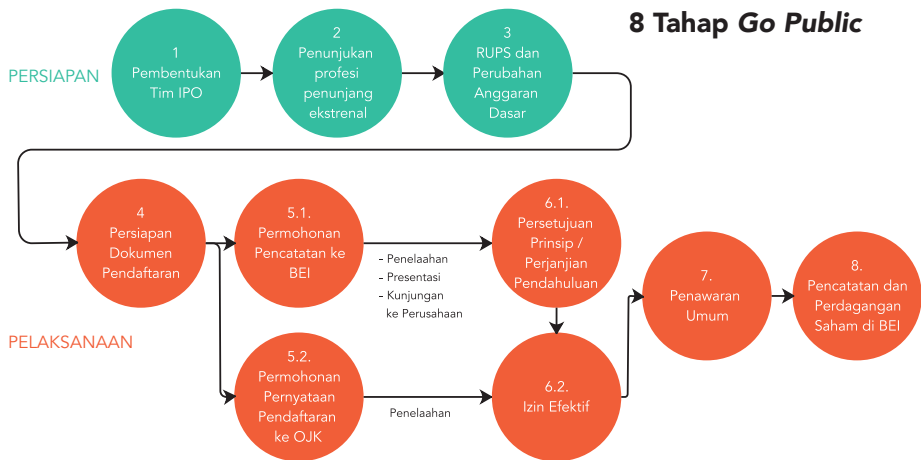 8 Tahap Go Public
PERSIAPAN
1
Pembentukan
Tim IPO
2
Penunjukan
profesi
penunjang
ekstrenal
3
RUPS dan
Perubahan
Anggaran
Dasar
4
Persiapan
Dokumen
Pendaftaran
5.1.
Permohonan
Pencatatan ke
BEI
- Penelaahan
- Presentasi
- Kunjungan
ke Perusahaan
6.1.
Persetujuan
Prinsip /
Perjanjian
Pendahuluan
7.
Penawaran
Umum
8.
Pencatatan dan
Perdagangan
Saham di BEI
PELAKSANAAN
5.2.
Permohonan
Pernyataan
Pendaftaran
ke OJK
Penelaahan
6.2.
Izin Efektif